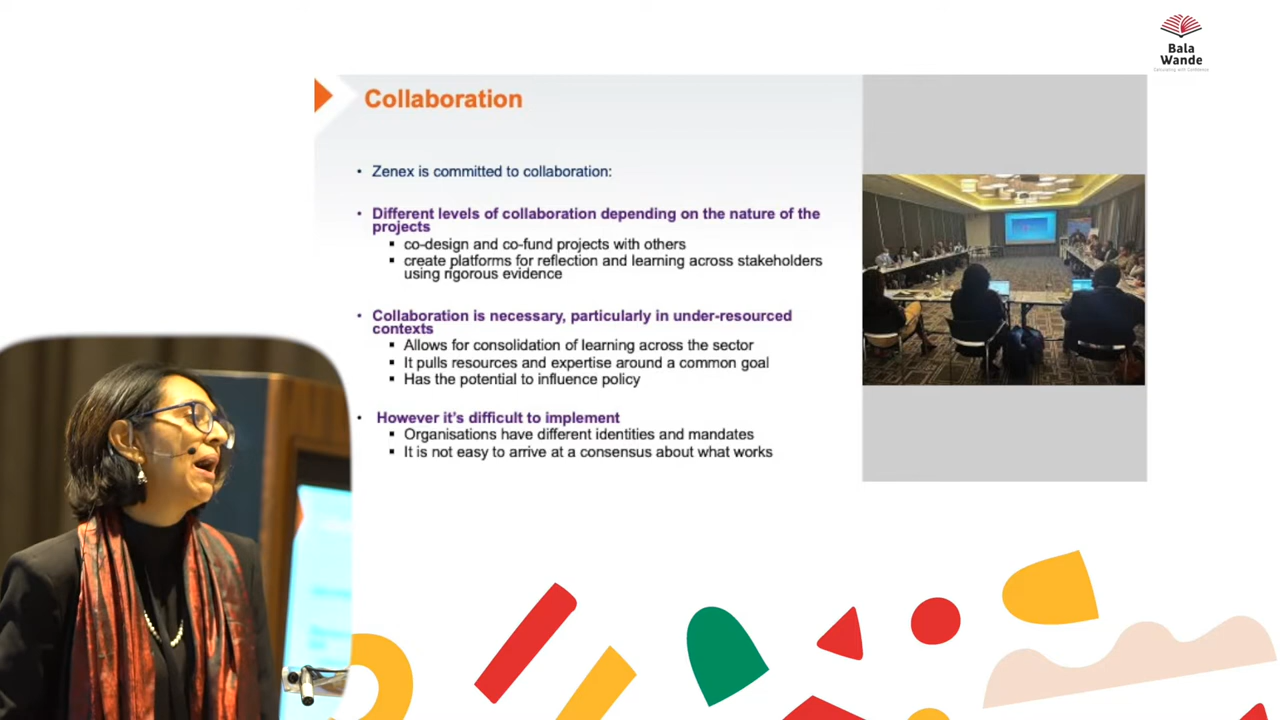 Bala
Wande
Calculating with Confidence
Collaboration
• Zenex is committed to collaboration:
• Different levels of collaboration depending on the nature of the
projects
▪ co-design and co-fund projects with others
▪ create platforms for reflection and learning across stakeholders
using rigorous evidence
• Collaboration is necessary, particularly in under-resourced
contexts
▪ Allows for consolidation of learning across the sector
▪ It pulls resources and expertise around a common goal
▪ Has the potential to influence policy
• However it's difficult to implement
▪ Organisations have different identities and mandates
▪ It is not easy to arrive at a consensus about what works